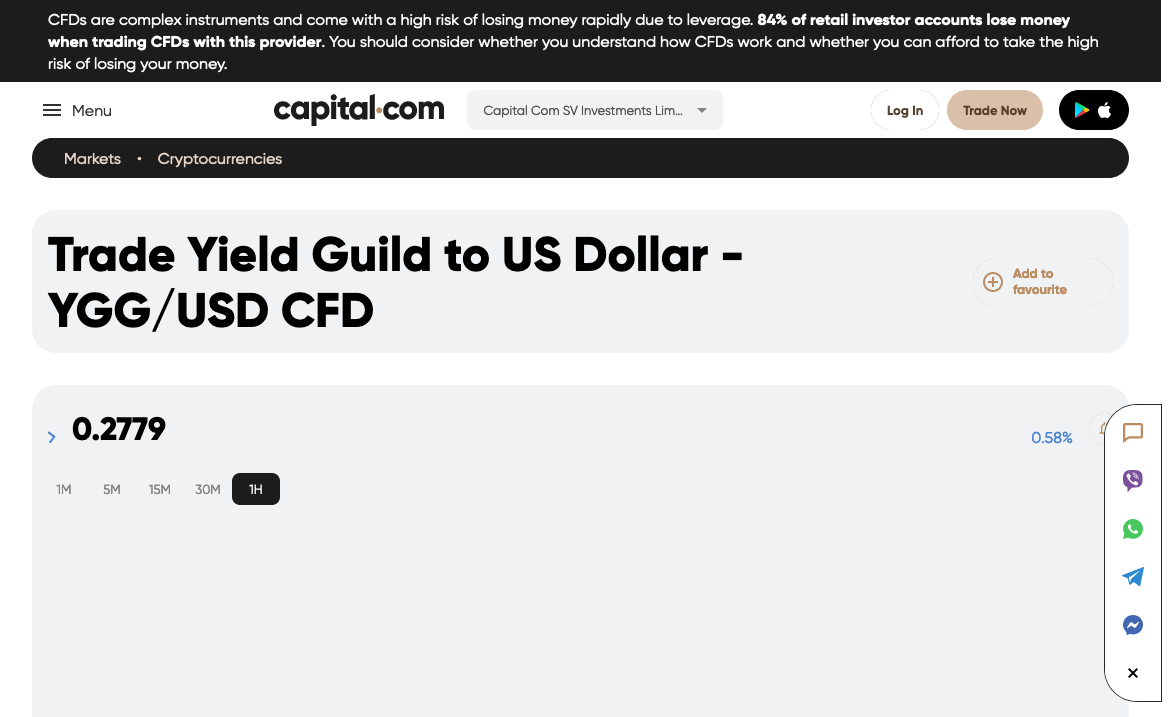 CFDs are complex instruments and come with a high risk of losing money rapidly due to leverage. 84% of retail investor accounts lose money
when trading CFDs with this provider. You should consider whether you understand how CFDs work and whether you can afford to take the high
risk of losing your money.
Menu
capital.com
Capital Com SV Investments Lim...
Log In
Trade Now
Markets • Cryptocurrencies
Trade Yield Guild to US Dollar -
YGG/USD CFD
Add to
favourite
0.2779
0.58%
1M 5M 15M 30M 1H